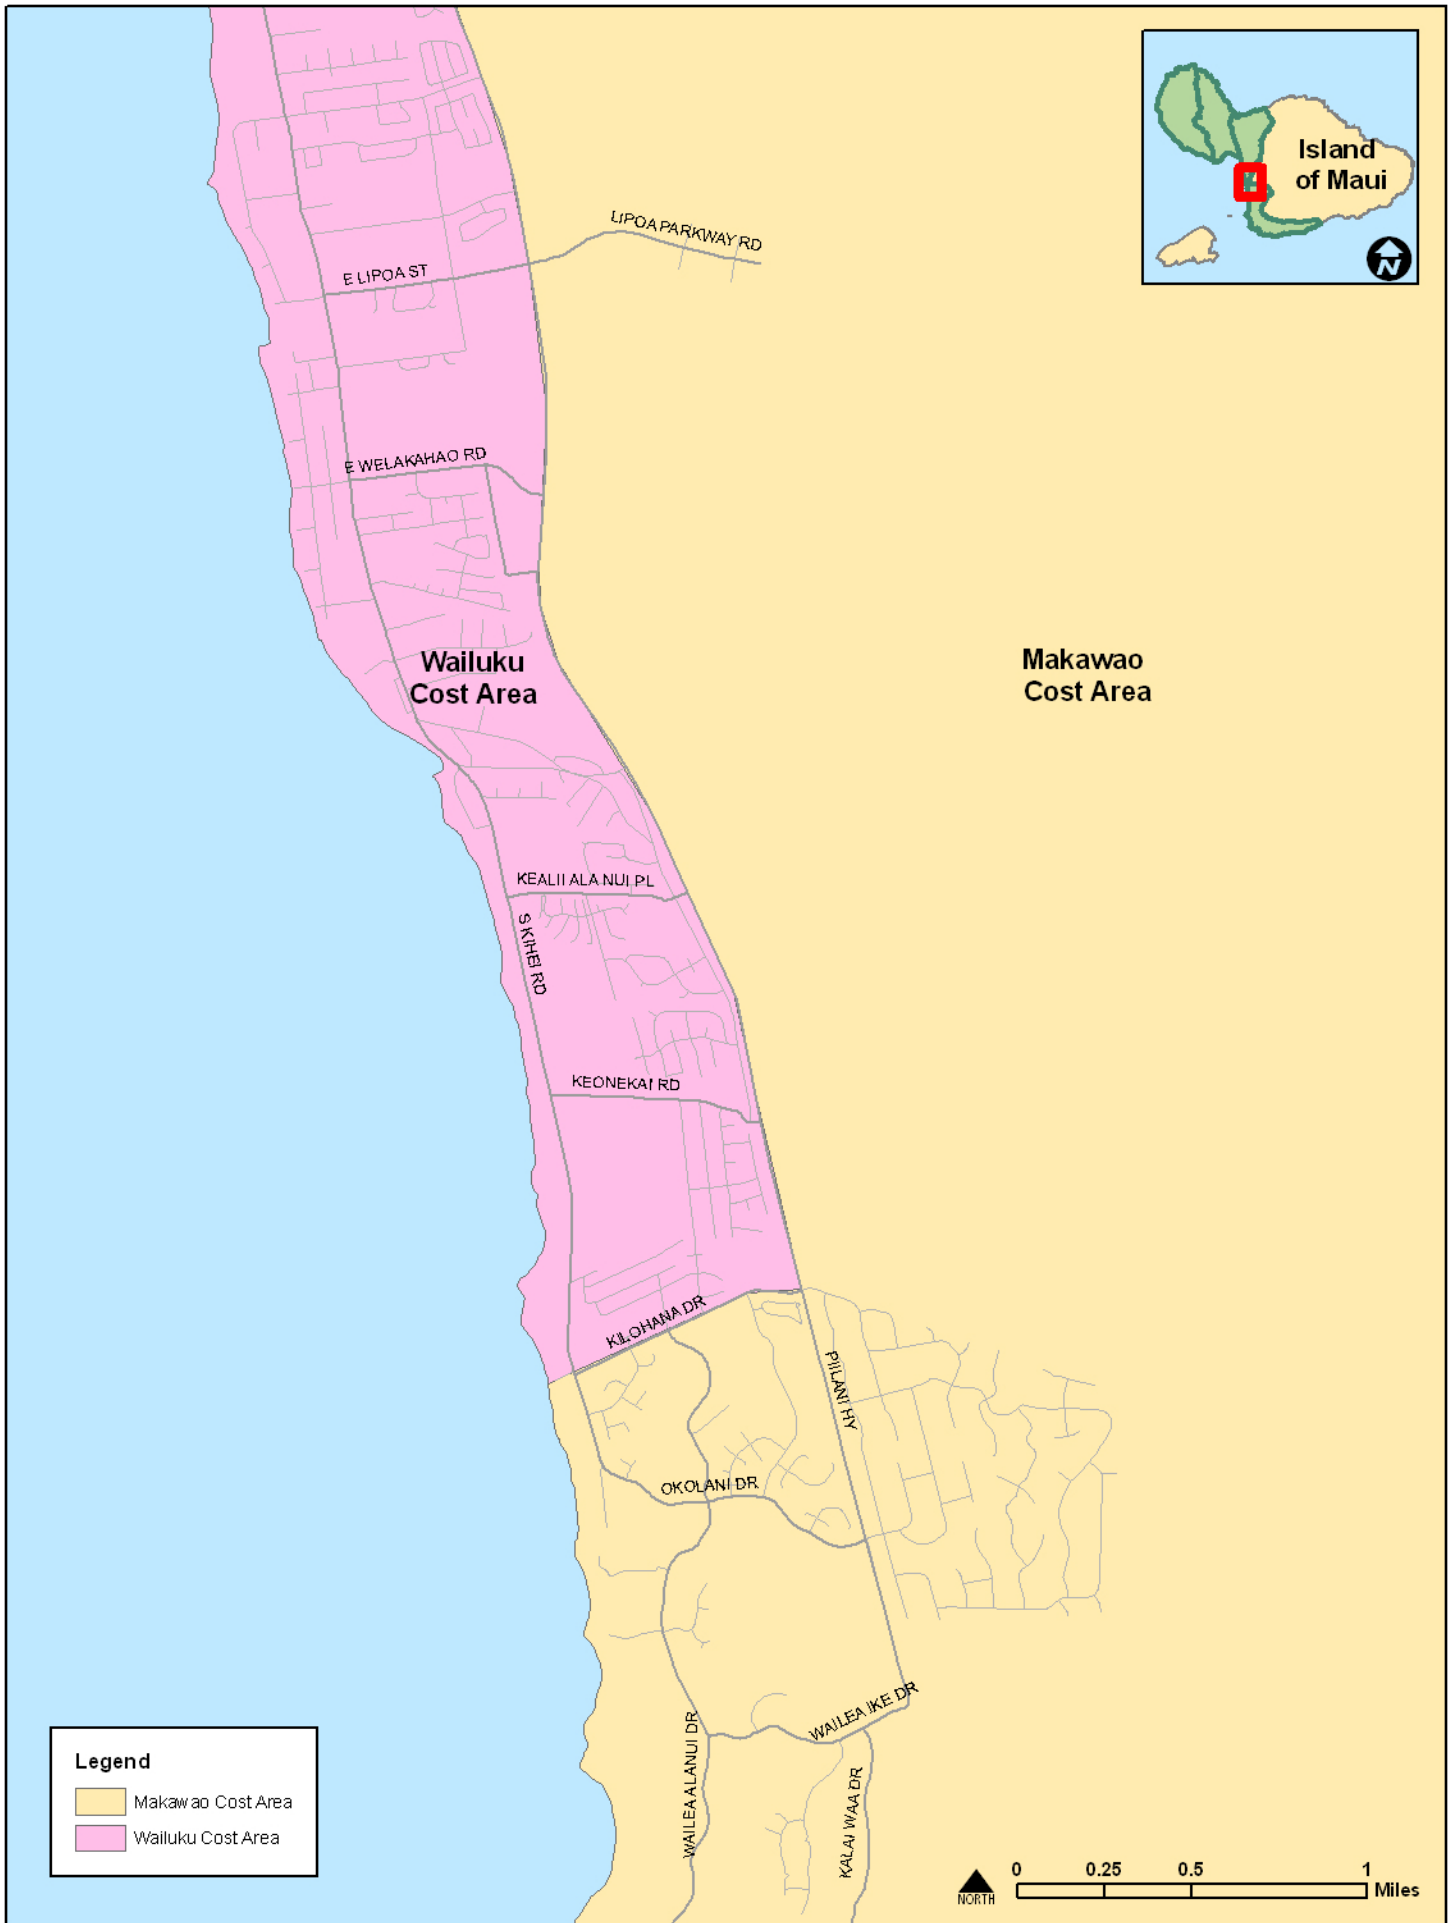 Island
of Maui
N
LIPOA PARKWAY RD
E LIPOA ST
E WELAKAHAO RD
Wailuku
Cost Area
Makawao
Cost Area
KEALII ALA NUI PL
S KIHEI RD
KEONEKAI RD
KILOHANA DR
PIILANI HY
OKOLANI DR
WAILEA IKE DR
WAILEA ALANUI DR
KALAI WAA DR
Legend
Makawao Cost Area
Wailuku Cost Area
NORTH
0 0.25 0.5 1
Miles